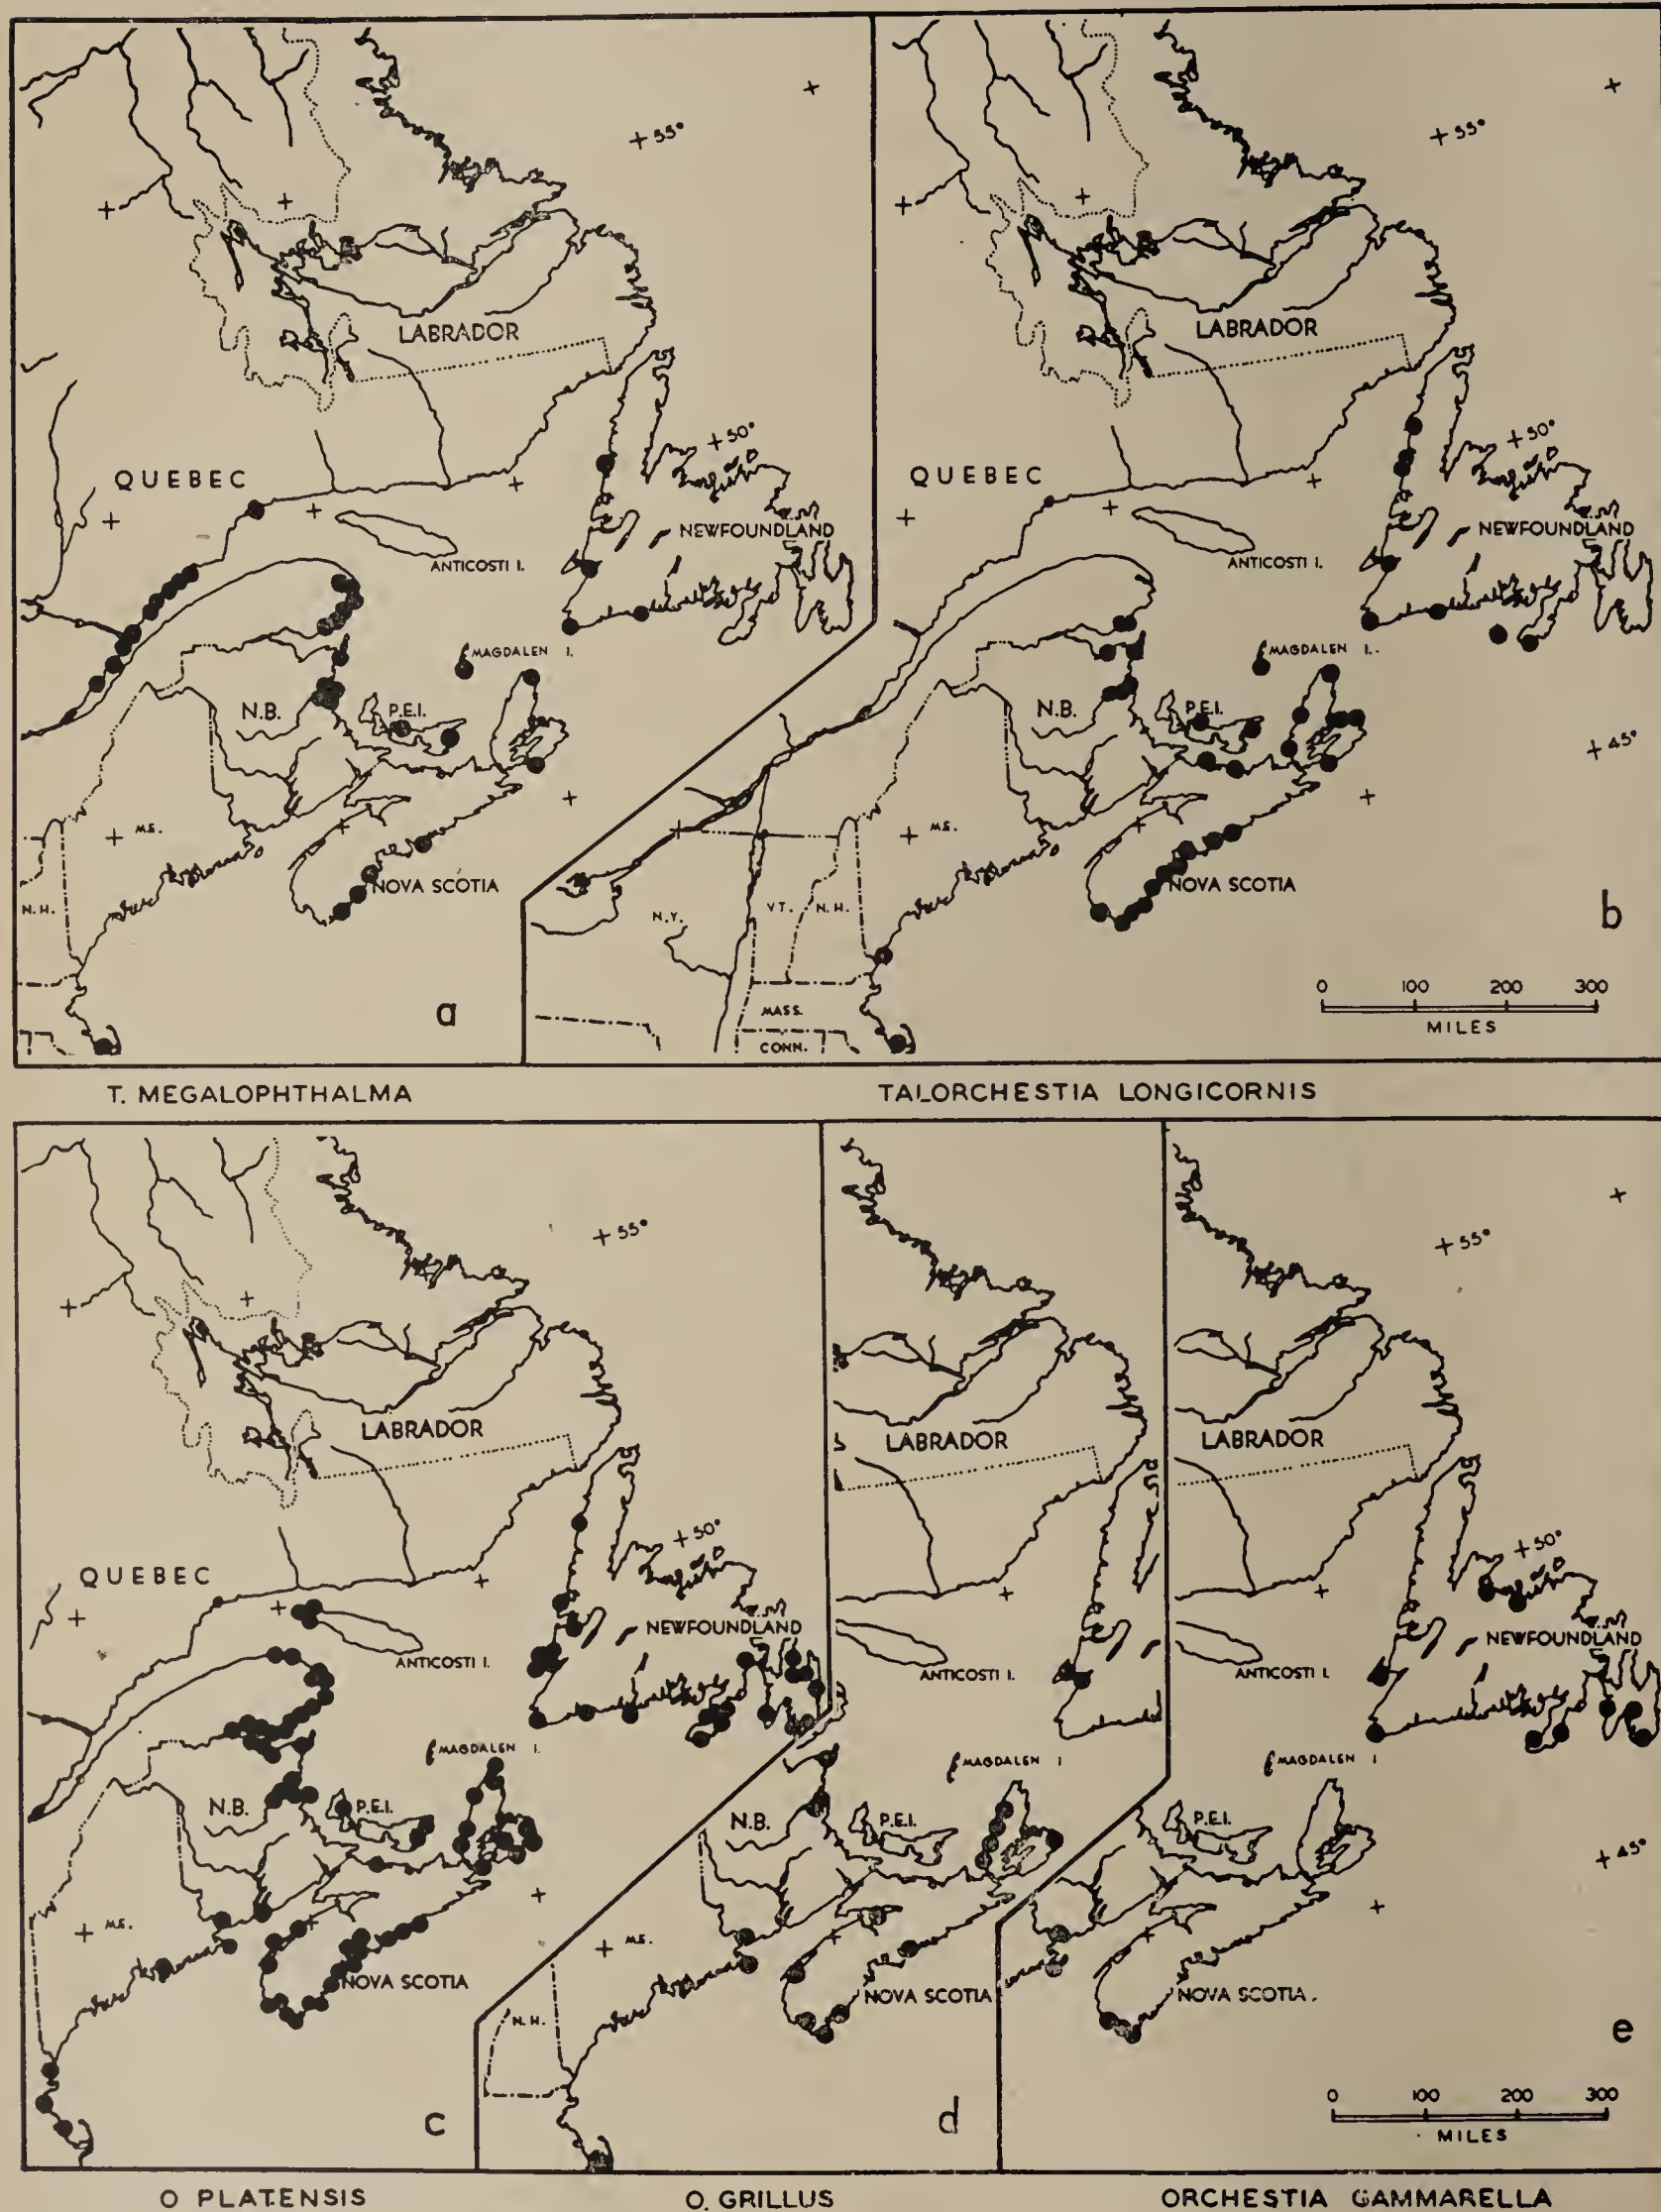 +55°
LABRADOR
+50°
QUEBEC
NEWFOUNDLAND
ANTICOSTI I.
MAGDALEN I.
N.B.
P.E.I.
ME.
NOVA SCOTIA
N.H.
a
+55°
LABRADOR
+50°
QUEBEC
NEWFOUNDLAND
ANTICOSTI I.
MAGDALEN I.
N.B.
P.E.I.
+45°
ME.
NOVA SCOTIA
N.Y.
VT.
N.H.
b
0 100 200 300
MILES
MASS.
CONN.
T. MEGALOPHTHALMA
TALORCHESTIA LONGICORNIS
+55°
LABRADOR
+50°
QUEBEC
NEWFOUNDLAND
ANTICOSTI I.
MAGDALEN I.
N.B.
P.E.I.
ME.
NOVA SCOTIA
c
LABRADOR
ANTICOSTI I.
MAGDALEN I
N.B.
P.E.I.
ME.
NOVA SCOTIA
N.H.
d
+55°
LABRADOR
+50°
NEWFOUNDLAND
ANTICOSTI I.
MAGDALEN I
P.E.I.
+45°
NOVA SCOTIA.
e
0 100 200 300
MILES
O PLATENSIS
O. GRILLUS
ORCHESTIA GAMMARELLA